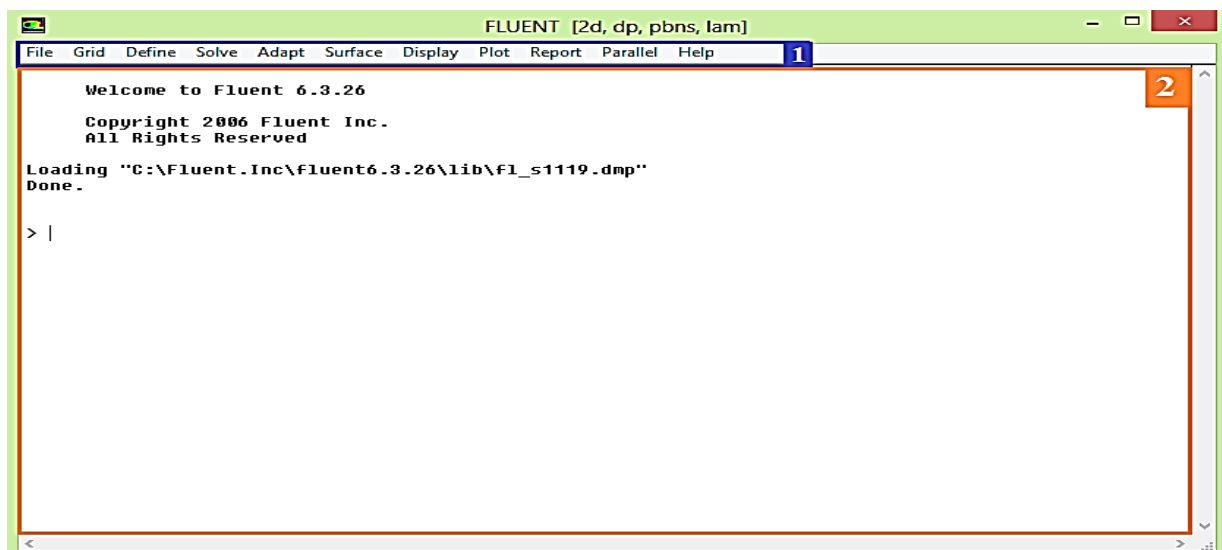 FLUENT [2d, dp, pbns, lam]
File Grid Define Solve Adapt Surface Display Plot Report Parallel Help 1
2
Welcome to Fluent 6.3.26
Copyright 2006 Fluent Inc.
All Rights Reserved
Loading "C:\Fluent.Inc\fluent6.3.26\lib\fl_s1119.dmp"
Done.
>